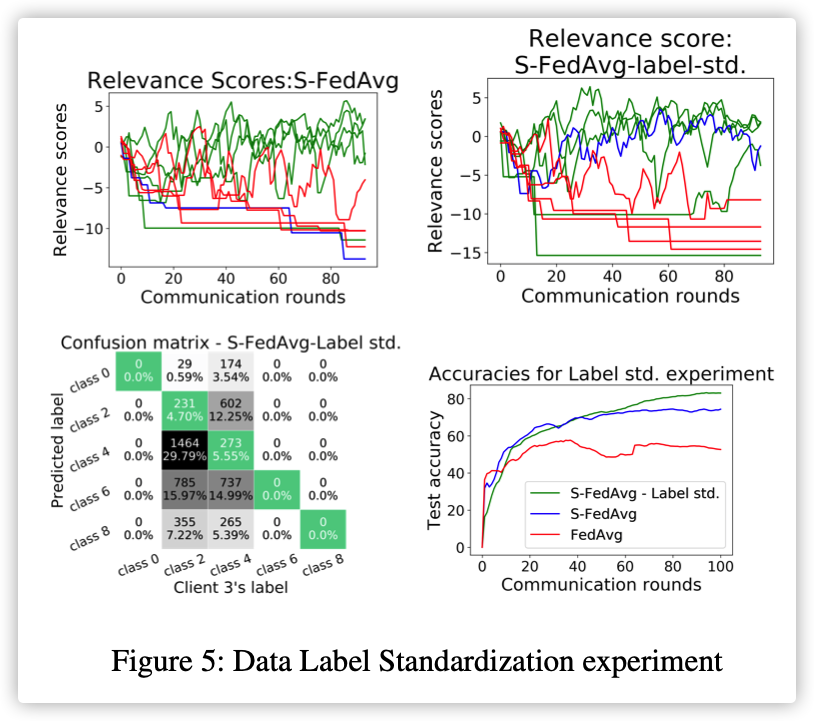 Relevance Scores:S-FedAvg
Relevance scores
5
0
−5
−10
0 20 40 60 80
Communication rounds
Relevance score:
S-FedAvg-label-std.
Relevance scores
5
0
−5
−10
−15
0 20 40 60 80
Communication rounds
Confusion matrix - S-FedAvg-Label std.
Predicted label
class 0
0 29 174 0 0
0.0% 0.59% 3.54% 0.0% 0.0%
class 2
0 231 602 0 0
0.0% 4.70% 12.25% 0.0% 0.0%
class 4
0 1464 273 0 0
0.0% 29.79% 5.55% 0.0% 0.0%
class 6
0 785 737 0 0
0.0% 15.97% 14.99% 0.0% 0.0%
class 8
0 355 265 0 0
0.0% 7.22% 5.39% 0.0% 0.0%
class 0 class 2 class 4 class 6 class 8
Client 3's label
Accuracies for Label std. experiment
Test accuracy
80
60
40
20
0
S-FedAvg - Label std.
S-FedAvg
FedAvg
0 20 40 60 80 100
Communication rounds
Figure 5: Data Label Standardization experiment